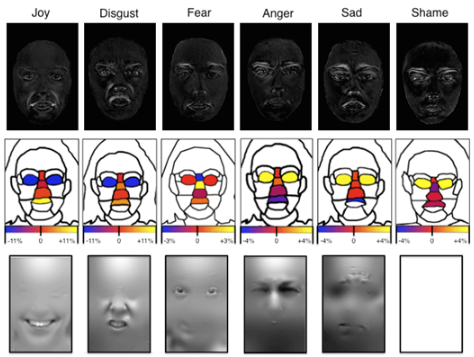 Joy Disgust Fear Anger Sad Shame
-11% 0 +11% -11% 0 +11% -3% 0 +3% -4% 0 +4% -4% 0 +4% -4% 0 +4%